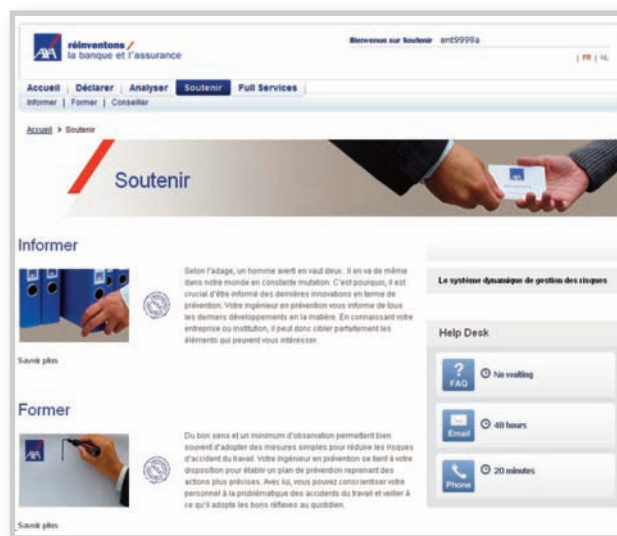 AXA
réinventons /
la banque et l'assurance
Bienvenue sur Soutenir ent9999a
| FR | NL
Accueil | Déclarer | Analyser | Soutenir | Full Services |
Informer | Former | Conseiller
Accueil > Soutenir
Soutenir
Informer
Selon l'adage, un homme averti en vaut deux. Il en va de même
dans notre monde en constante mutation. C'est pourquoi, il est
crucial d'être informé des dernières innovations en terme de
prévention. Votre ingénieur en prévention vous informe de tous
les derniers développements en la matière. En connaissant votre
entreprise ou institution, il peut donc cibler parfaitement les
éléments qui peuvent vous intéresser.
Savoir plus
Le système dynamique de gestion des risques
Help Desk
?
FAQ
No waiting
Email
48 hours
Phone
20 minutes
Former
AXA
Du bon sens et un minimum d'observation permettent bien
souvent d'adopter des mesures simples pour réduire les risques
d'accident du travail. Votre ingénieur en prévention se tient à votre
disposition pour établir un plan de prévention reprenant des
actions plus précises. Avec lui, vous pouvez conscientiser votre
personnel à la problématique des accidents du travail et veiller à
ce qu'il adopte les bons réflexes au quotidien.
Savoir plus